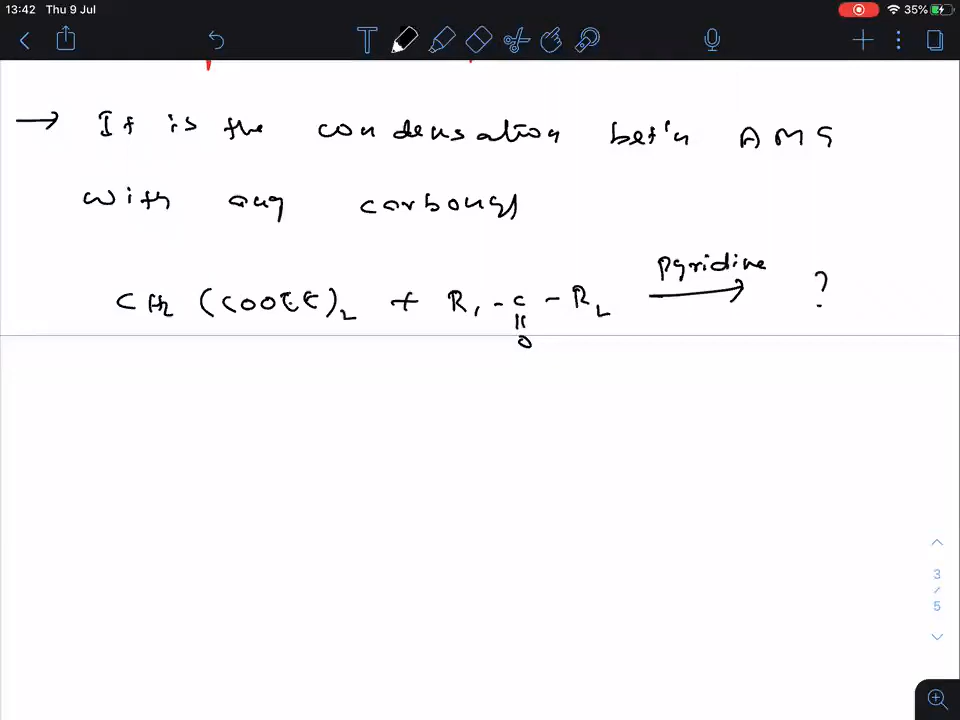 13:42 Thu 9 Jul 35%
→ It is the condensation bet'n AMG
with any carbonyl
pyridine
CH2 (COOEt)2 + R1 - C - R2 → ?
||
O
3
/
5